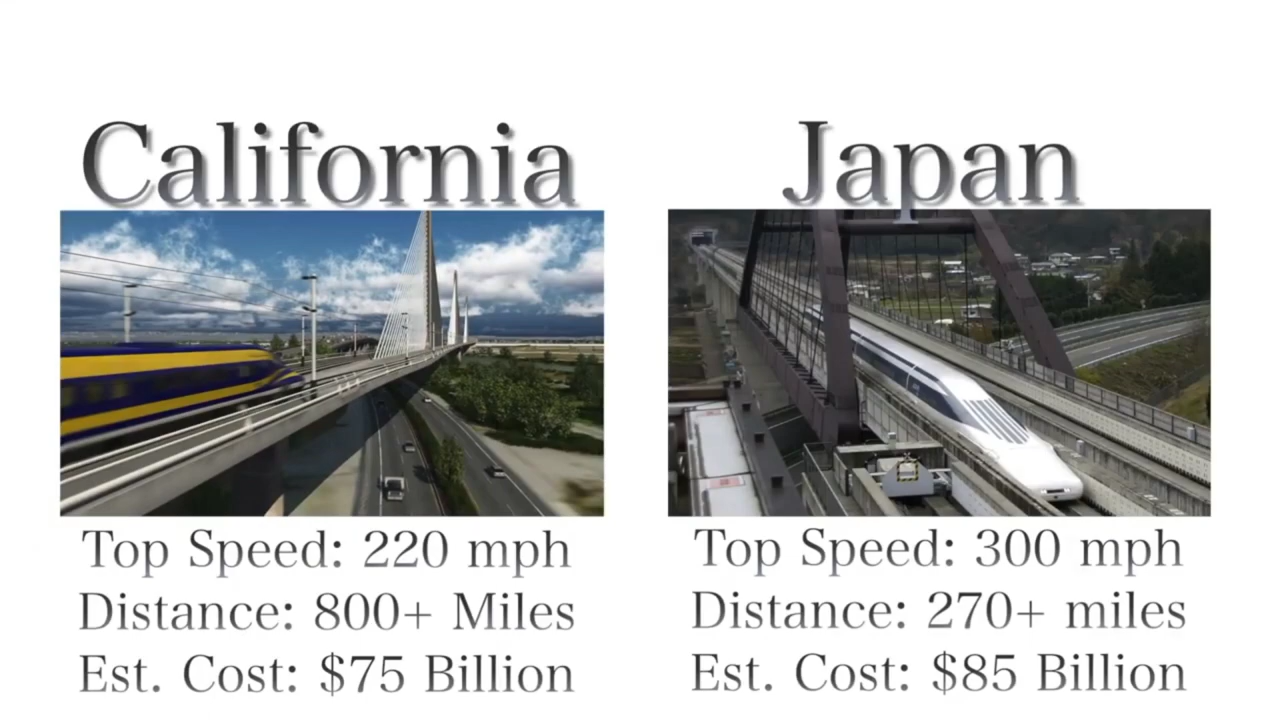 California
Top Speed: 220 mph
Distance: 800+ Miles
Est. Cost: $75 Billion
Japan
Top Speed: 300 mph
Distance: 270+ miles
Est. Cost: $85 Billion